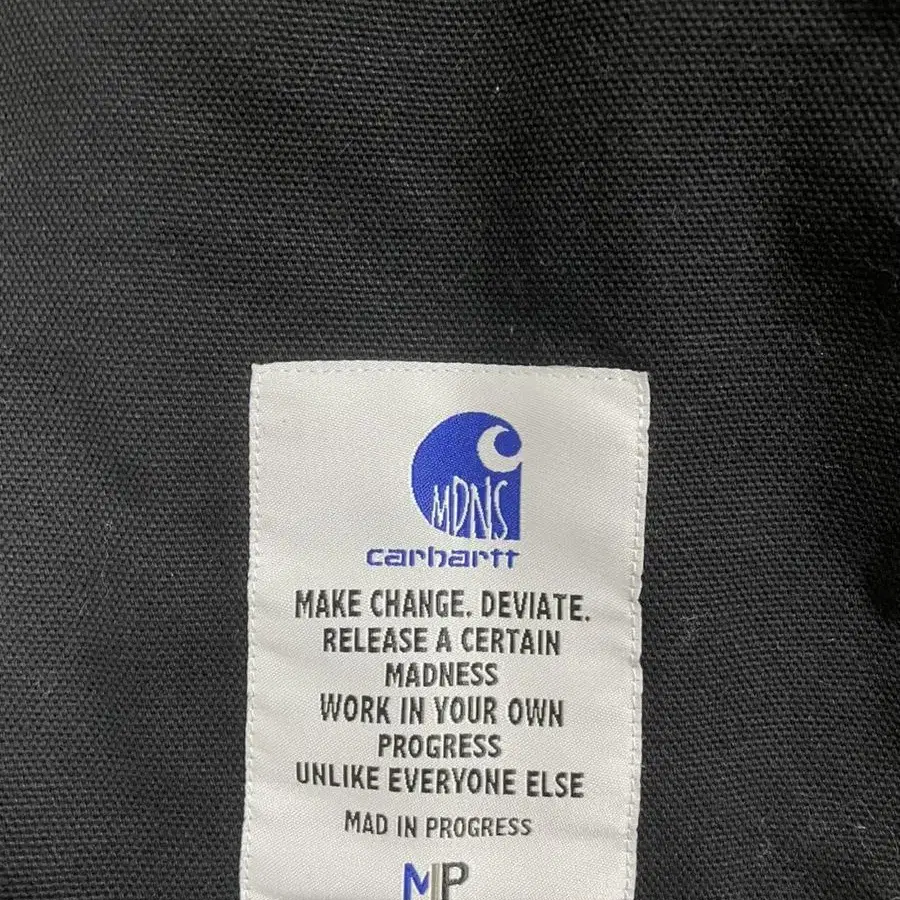 MDNS
carhartt
MAKE CHANGE. DEVIATE.
RELEASE A CERTAIN
MADNESS
WORK IN YOUR OWN
PROGRESS
UNLIKE EVERYONE ELSE
MAD IN PROGRESS
MIP